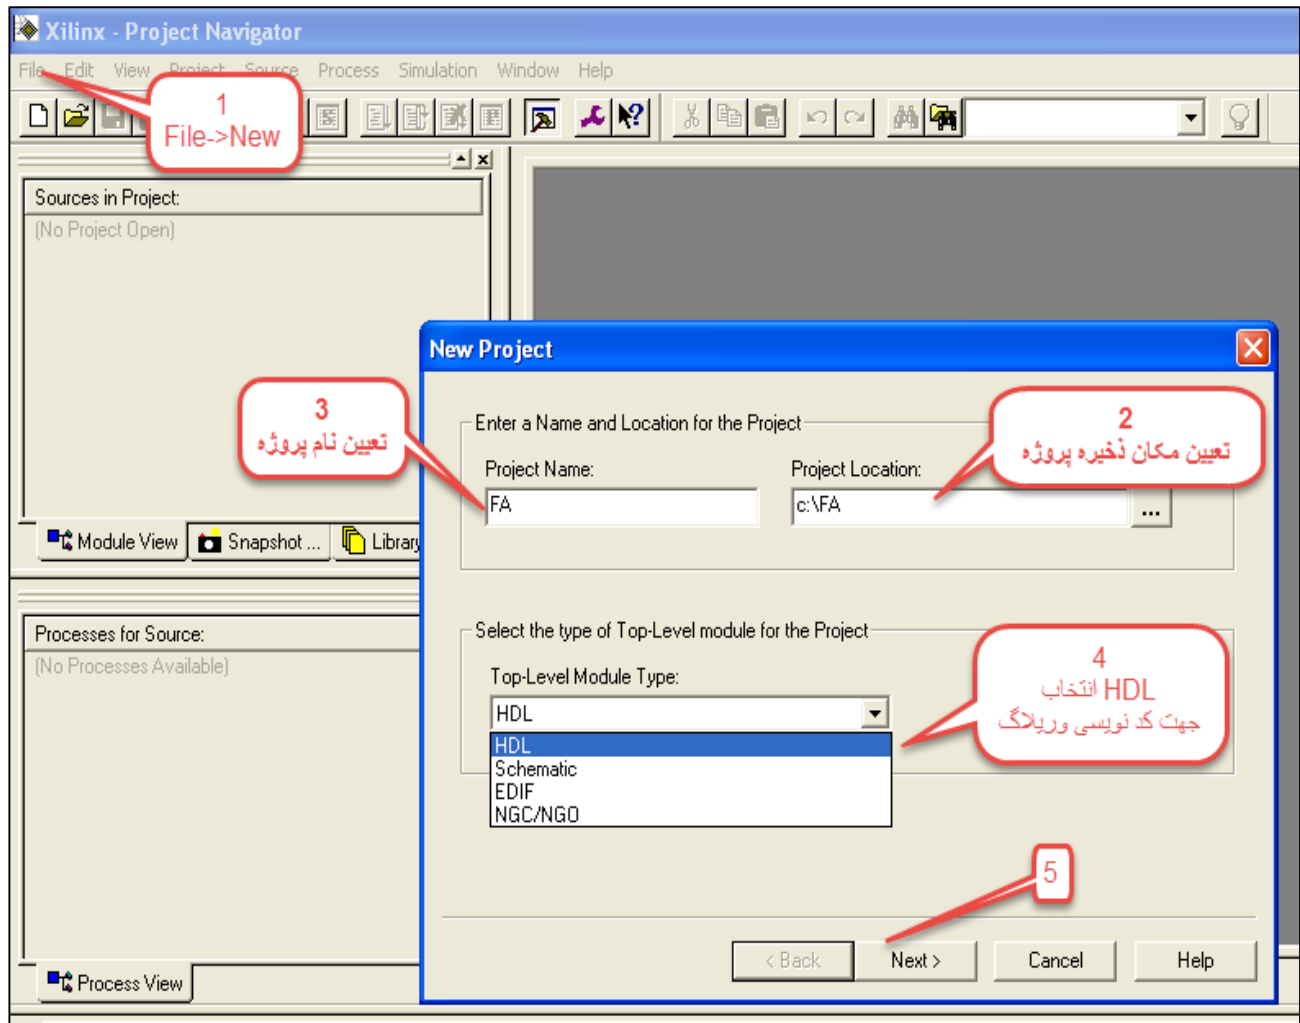 Xilinx - Project Navigator
File Edit View Project Source Process Simulation Window Help
1
File->New
Sources in Project:
(No Project Open)
Module View
Snapshot ...
Library
Processes for Source:
(No Processes Available)
Process View
New Project
Enter a Name and Location for the Project
3
تعیین نام پروژه
2
تعیین مکان ذخیره پروژه
Project Name:
Project Location:
FA
c:\FA
...
Select the type of Top-Level module for the Project
Top-Level Module Type:
HDL
HDL
Schematic
EDIF
NGC/NGO
4
انتخاب HDL
جهت کد نویسی وریلاگ
5
< Back
Next >
Cancel
Help